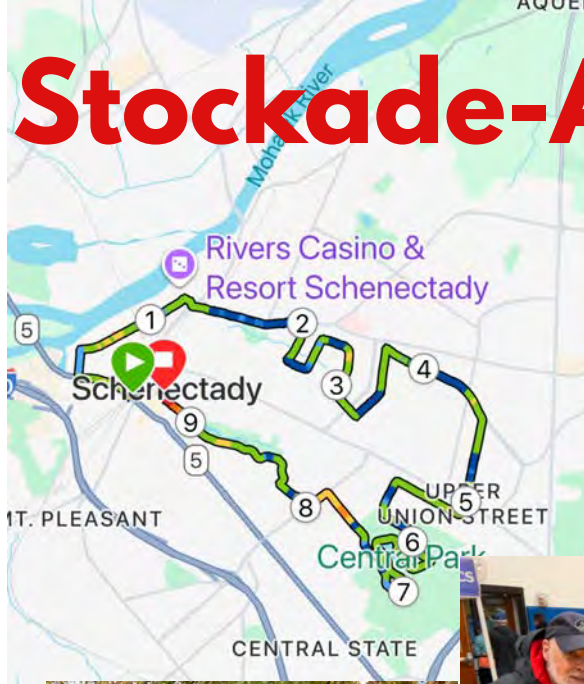 AQUE
Stockade-A
Mohawk River
Rivers Casino &
Resort Schenectady
5
1
2
3
4
Schenectady
9
5
8
5
UPPER
UNION STREET
MT. PLEASANT
6
Central Park
7
CS
CENTRAL STATE